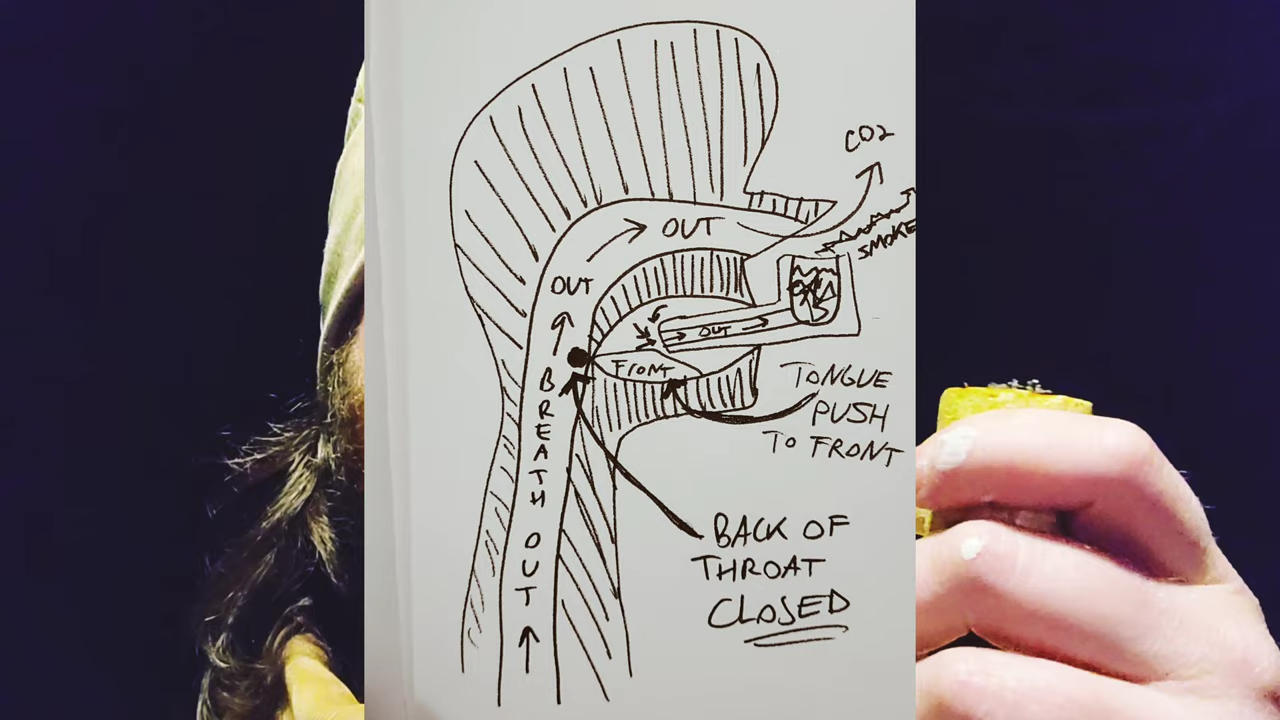 CO2
SMOKE
OUT
OUT
OUT
FRONT
BREATH OUT
TONGUE
PUSH
TO FRONT
BACK OF
THROAT
CLOSED